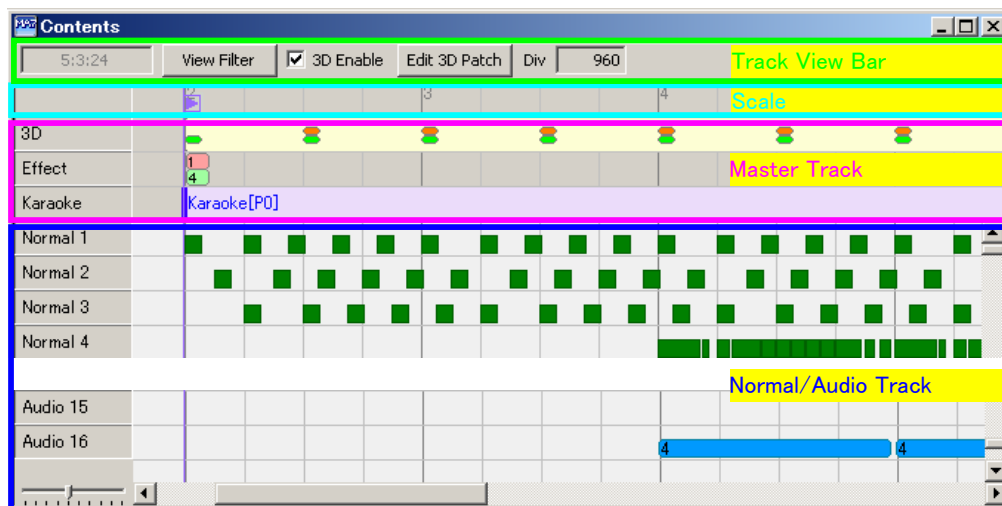 Contents
5:3:24 View Filter 3D Enable Edit 3D Patch Div 960 Track View Bar
2 3 4 Scale
3D
Effect 1 4 Master Track
Karaoke Karaoke[P0]
Normal 1
Normal 2
Normal 3
Normal 4
Normal/Audio Track
Audio 15
Audio 16 4 4